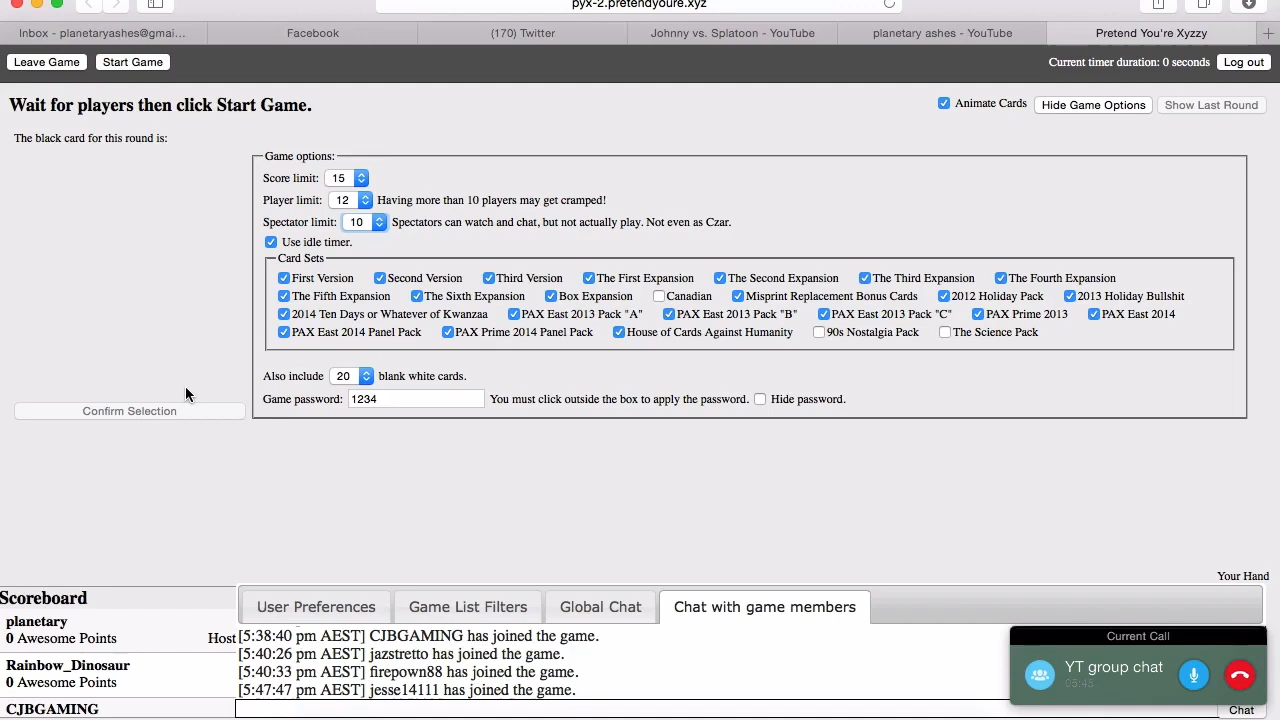 pyx-2.pretendyoure.xyz
Inbox - planetaryashes@gmai...
Facebook
(170) Twitter
Johnny vs. Splatoon - YouTube
planetary ashes - YouTube
Pretend You're Xyzzy
Leave Game
Start Game
Current timer duration: 0 seconds
Log out
Wait for players then click Start Game.
Animate Cards
Hide Game Options
Show Last Round
The black card for this round is:
Game options:
Score limit: 15
Player limit: 12 Having more than 10 players may get cramped!
Spectator limit: 10 Spectators can watch and chat, but not actually play. Not even as Czar.
Use idle timer.
Card Sets
First Version Second Version Third Version The First Expansion The Second Expansion The Third Expansion The Fourth Expansion
The Fifth Expansion The Sixth Expansion Box Expansion Canadian Misprint Replacement Bonus Cards 2012 Holiday Pack 2013 Holiday Bullshit
2014 Ten Days or Whatever of Kwanzaa PAX East 2013 Pack "A" PAX East 2013 Pack "B" PAX East 2013 Pack "C" PAX Prime 2013 PAX East 2014
PAX East 2014 Panel Pack PAX Prime 2014 Panel Pack House of Cards Against Humanity 90s Nostalgia Pack The Science Pack
Also include 20 blank white cards.
Game password: 1234 You must click outside the box to apply the password. Hide password.
Confirm Selection
Your Hand
Scoreboard
planetary
0 Awesome Points Host
Rainbow_Dinosaur
0 Awesome Points
CJBGAMING
User Preferences
Game List Filters
Global Chat
Chat with game members
[5:38:40 pm AEST] CJBGAMING has joined the game.
[5:40:26 pm AEST] jazstretto has joined the game.
[5:40:33 pm AEST] firepown88 has joined the game.
[5:47:47 pm AEST] jesse14111 has joined the game.
Current Call
YT group chat
05:45
Chat